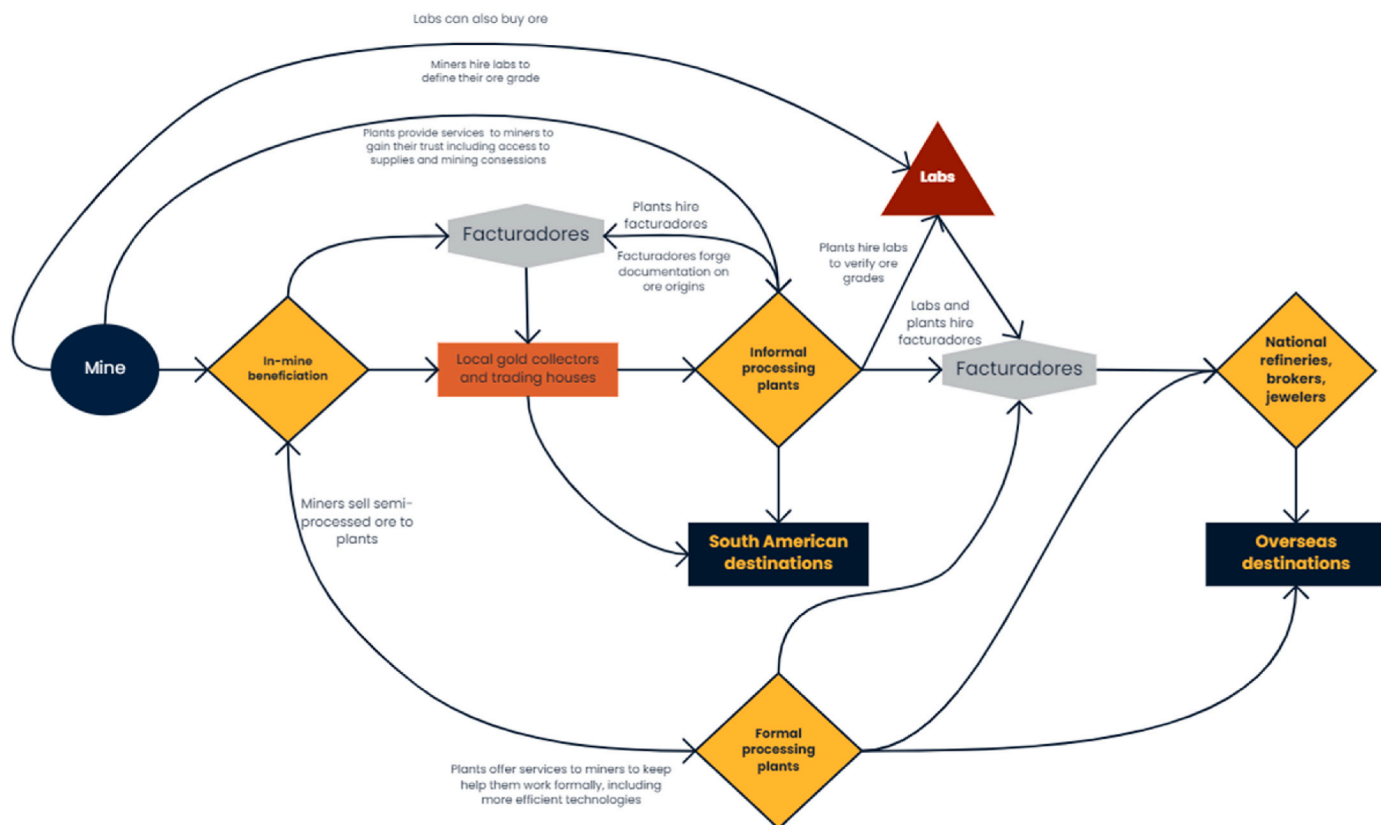 Labs can also buy ore
Miners hire labs to
define their ore grade
Plants provide services to miners to
gain their trust including access to
supplies and mining consessions
Labs
Plants hire
facturadores
Facturadores
Facturadores forge
documentation on
ore origins
Plants hire labs
to verify ore
grades
Labs and
plants hire
facturadores
Mine
In-mine
beneficiation
Local gold collectors
and trading houses
Informal
processing
plants
Facturadores
National
refineries,
brokers,
jewelers
Miners sell semi-
processed ore to
plants
South American
destinations
Overseas
destinations
Formal
processing
plants
Plants offer services to miners to keep
help them work formally, including
more efficient technologies